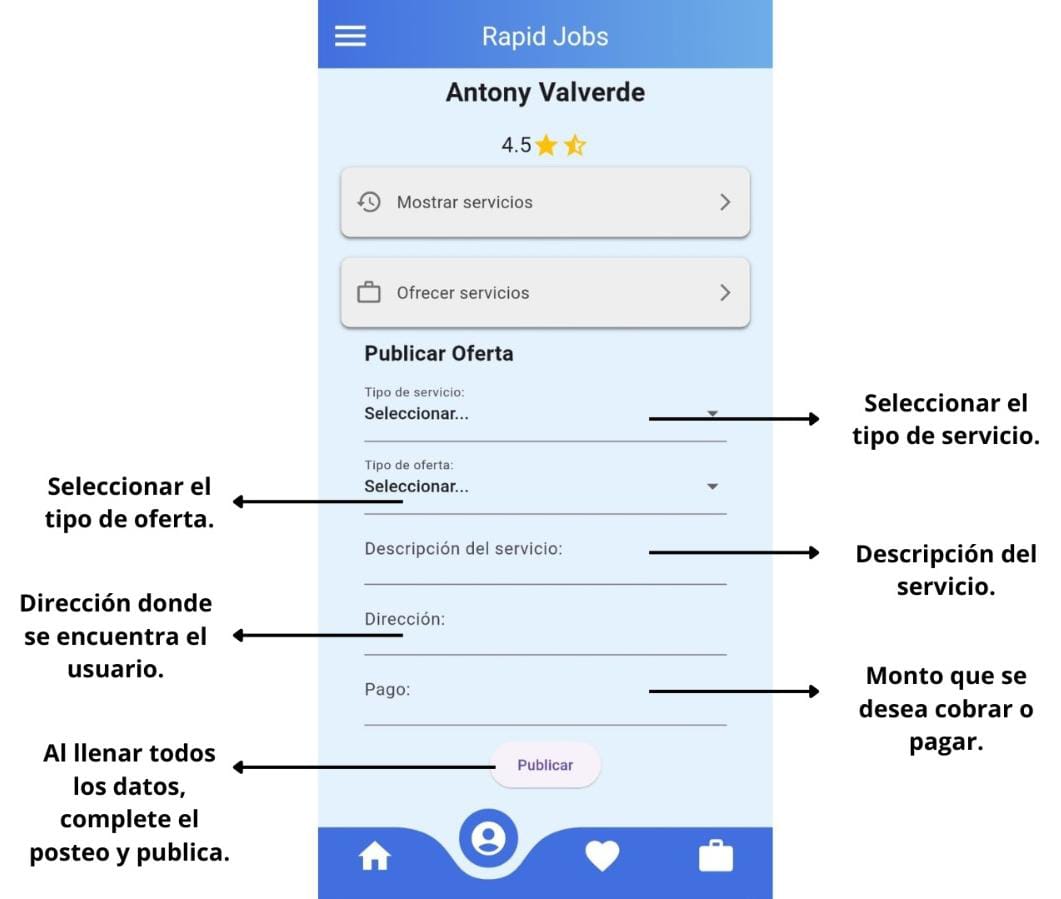 Rapid Jobs
Antony Valverde
4.5
Mostrar servicios
Ofrecer servicios
Publicar Oferta
Tipo de servicio:
Seleccionar...
Seleccionar el
tipo de servicio.
Tipo de oferta:
Seleccionar...
Seleccionar el
tipo de oferta.
Descripción del servicio:
Descripción del
servicio.
Dirección:
Dirección donde
se encuentra el
usuario.
Pago:
Monto que se
desea cobrar o
pagar.
Publicar
Al llenar todos
los datos,
complete el
posteo y publica.